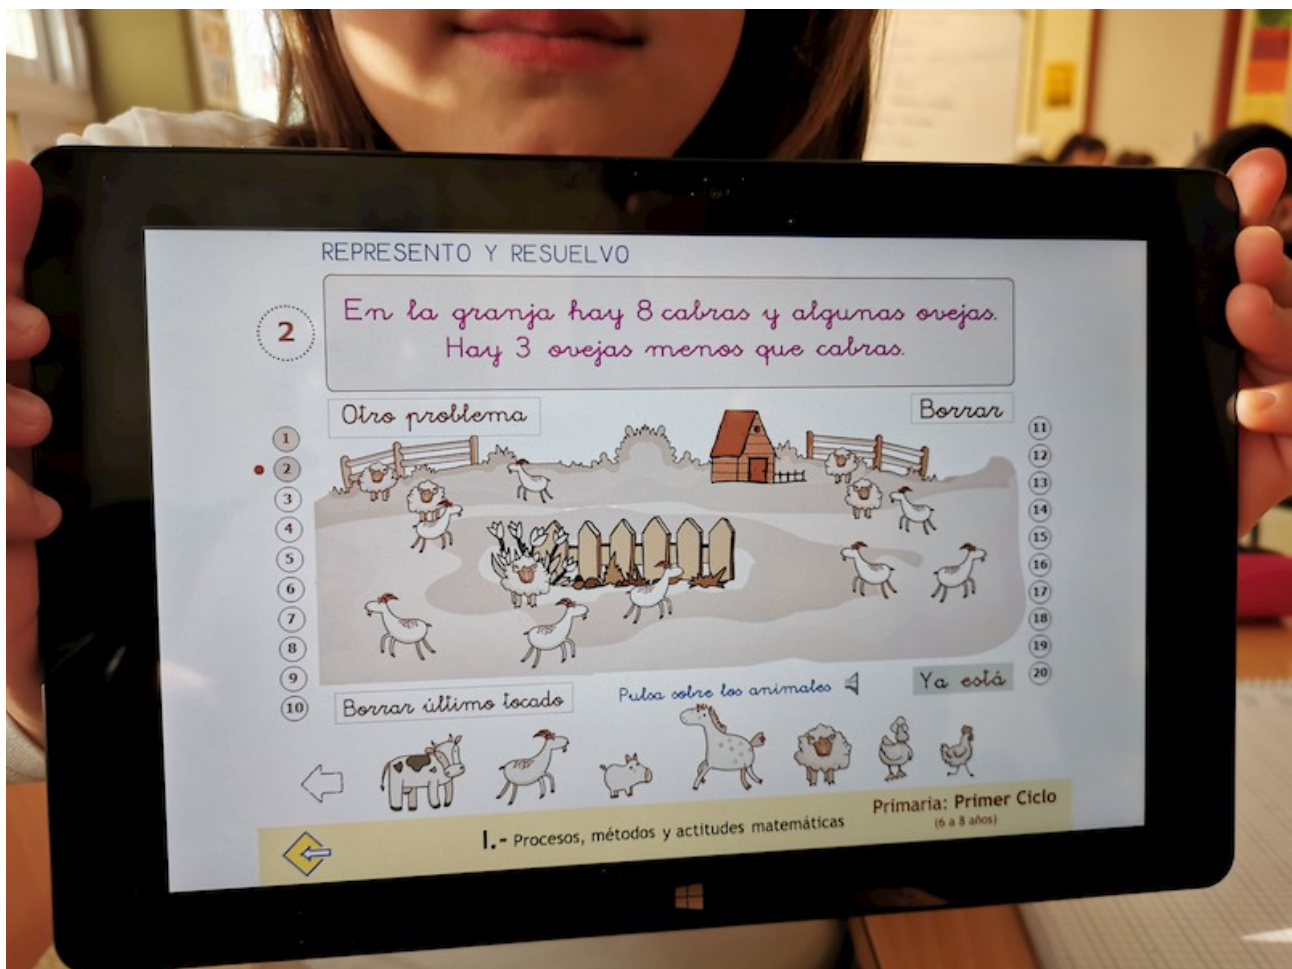 REPRESENTO Y RESUELVO
2
En la granja hay 8 cabras y algunas ovejas.
Hay 3 ovejas menos que cabras.
Otro problema
Borrar
1
2
3
4
5
6
7
8
9
10
11
12
13
14
15
16
17
18
19
20
Borrar último tocado
Pulsa sobre los animales
Ya está
I.- Procesos, métodos y actitudes matemáticas
Primaria: Primer Ciclo
(6 a 8 años)